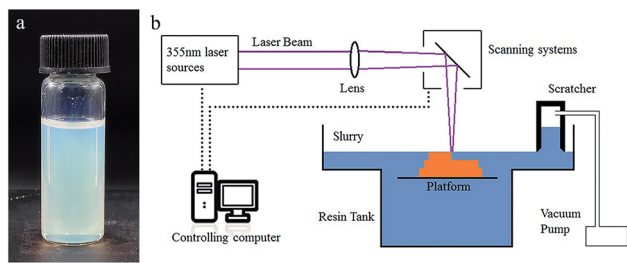 a
b
355nm laser
sources
Laser Beam
Lens
Scanning systems
Scratcher
Slurry
Platform
Resin Tank
Vacuum
Pump
Controlling computer